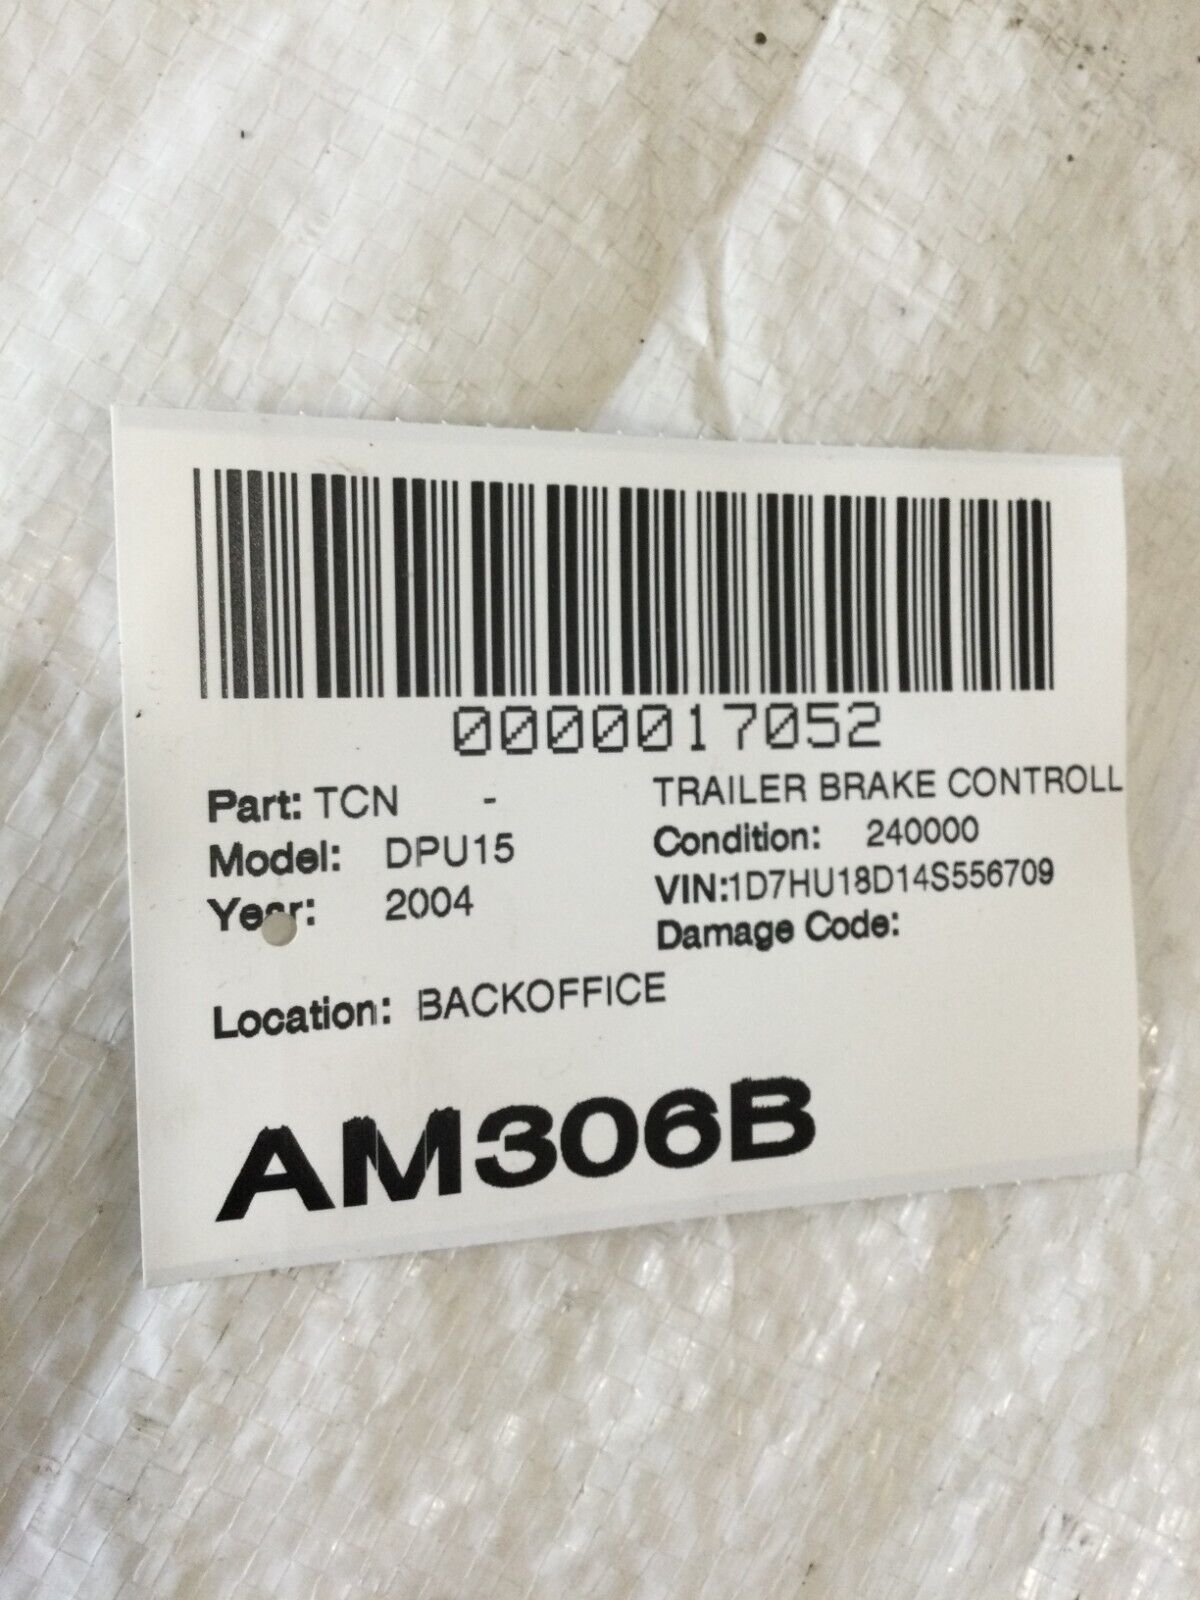 0000017052
Part: TCN - TRAILER BRAKE CONTROLL
Model: DPU15 Condition: 240000
Year: 2004 VIN:1D7HU18D14S556709
Damage Code:
Location: BACKOFFICE
AM306B